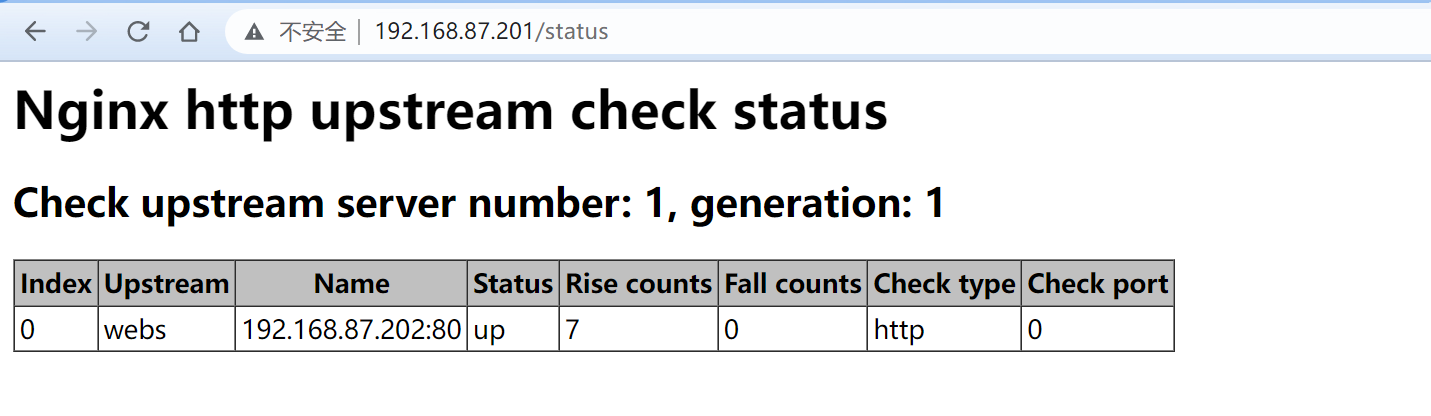 不安全 | 192.168.87.201/status
Nginx http upstream check status
Check upstream server number: 1, generation: 1
Index Upstream Name Status Rise counts Fall counts Check type Check port
0 webs 192.168.87.202:80 up 7 0 http 0